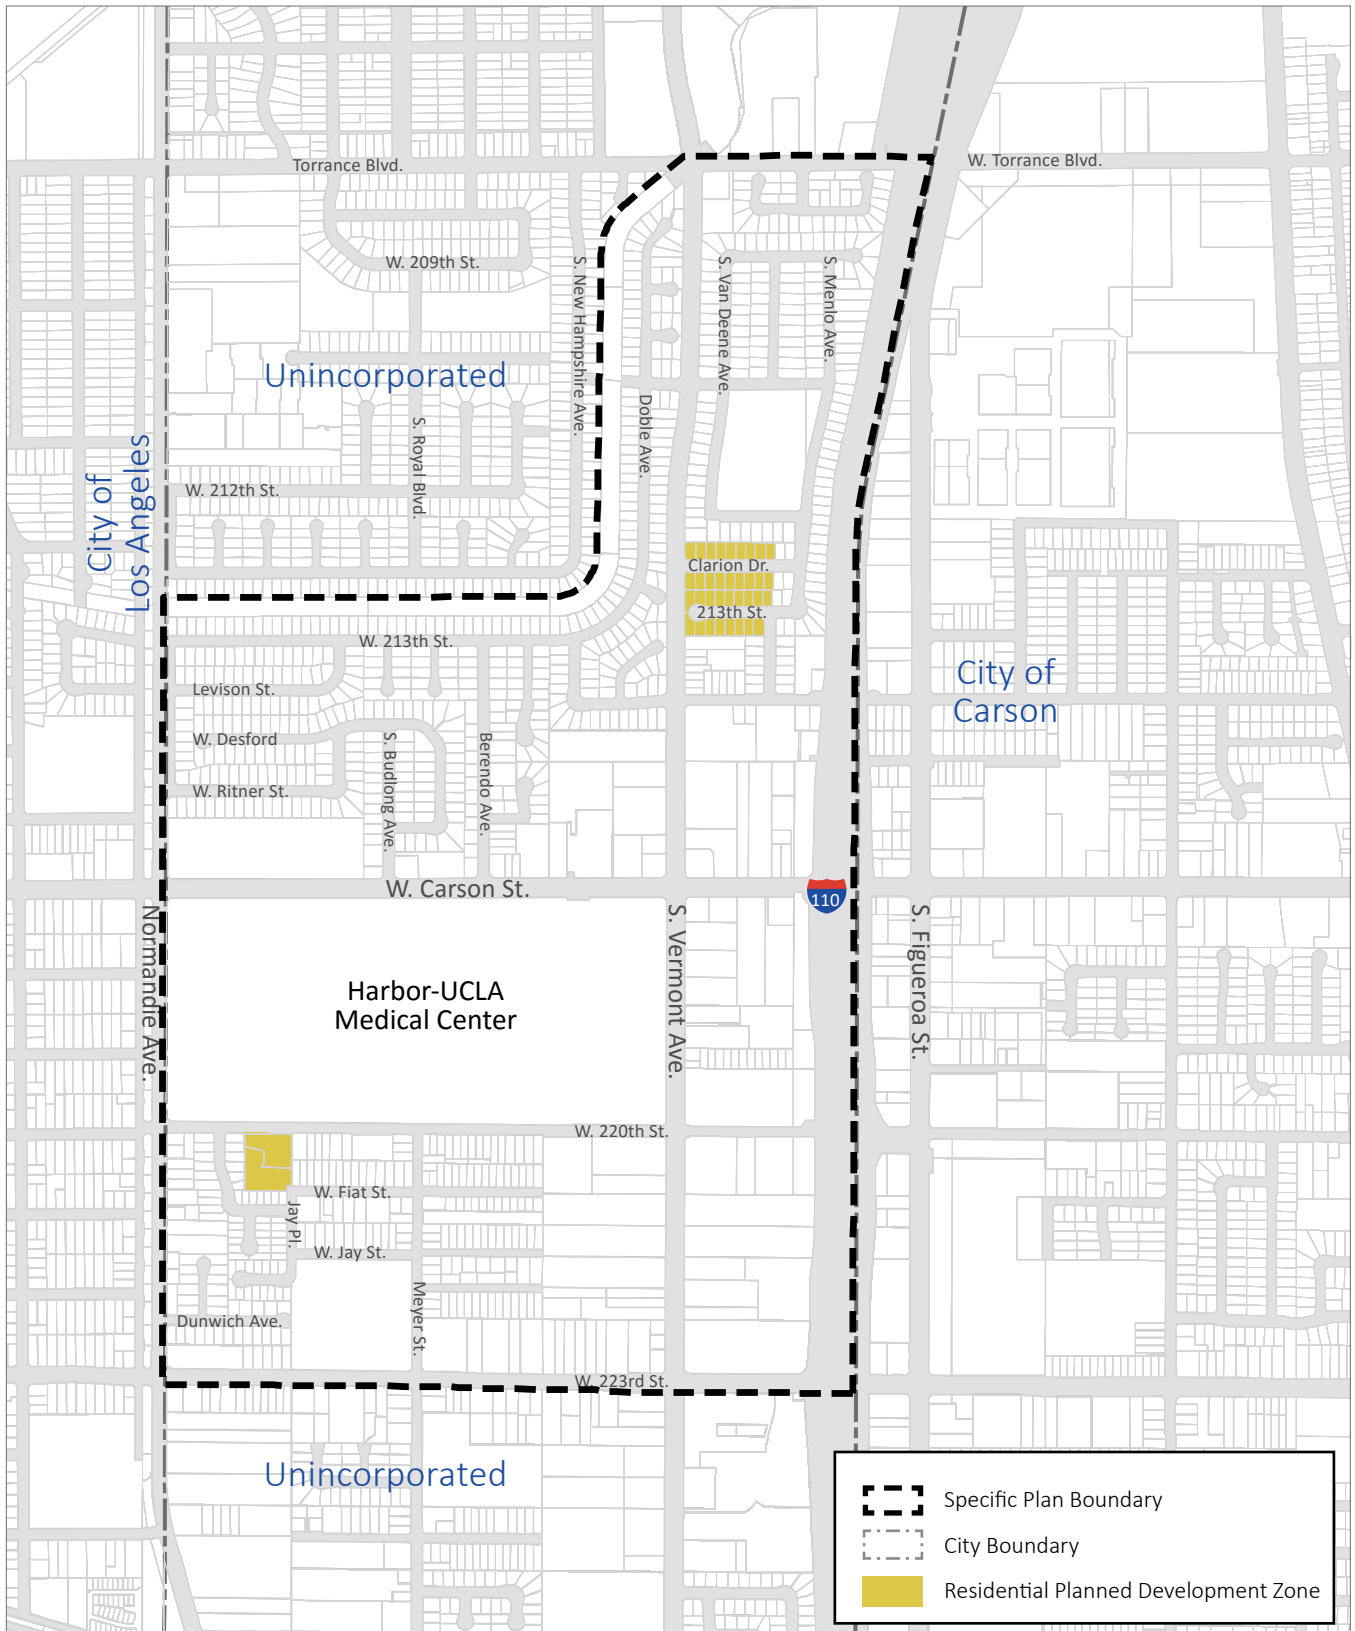 Torrance Blvd.
W. Torrance Blvd.
W. 209th St.
S. New Hampshire Ave.
S. Van Deene Ave.
S. Menlo Ave.
Unincorporated
Doble Ave.
S. Royal Blvd.
City of
Los Angeles
W. 212th St.
Clarion Dr.
213th St.
W. 213th St.
City of
Carson
Levison St.
W. Desford
S. Budlong Ave.
Berendo Ave.
W. Ritner St.
W. Carson St.
110
Normandie Ave.
S. Vermont Ave.
S. Figueroa St.
Harbor-UCLA
Medical Center
W. 220th St.
W. Fiat St.
Jay Pl.
W. Jay St.
Meyer St.
Dunwich Ave.
W. 223rd St.
Unincorporated
Specific Plan Boundary
City Boundary
Residential Planned Development Zone